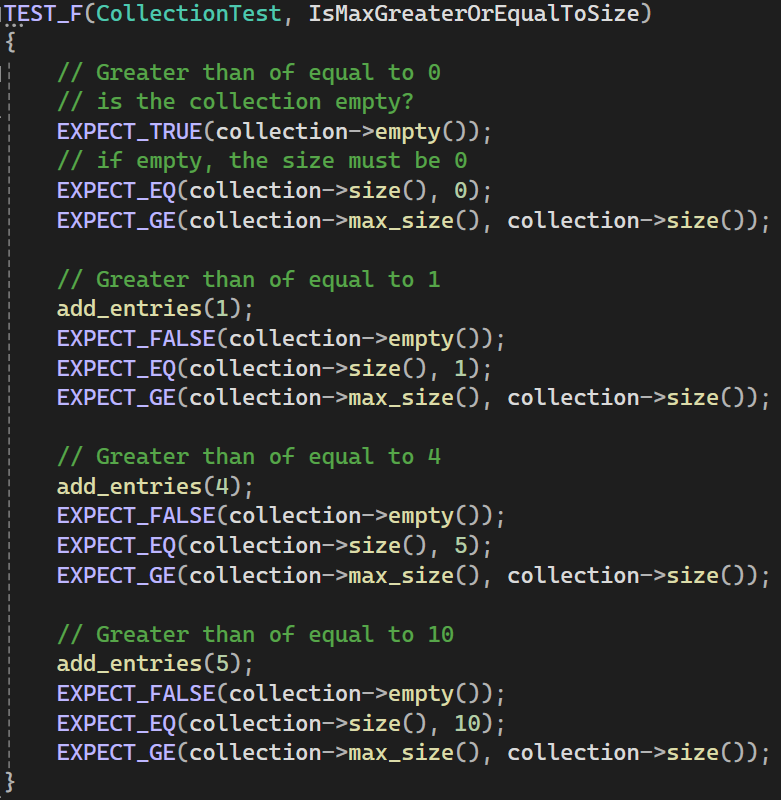 TEST_F(CollectionTest, IsMaxGreaterOrEqualToSize)
{
// Greater than of equal to 0
// is the collection empty?
EXPECT_TRUE(collection->empty());
// if empty, the size must be 0
EXPECT_EQ(collection->size(), 0);
EXPECT_GE(collection->max_size(), collection->size());
// Greater than of equal to 1
add_entries(1);
EXPECT_FALSE(collection->empty());
EXPECT_EQ(collection->size(), 1);
EXPECT_GE(collection->max_size(), collection->size());
// Greater than of equal to 4
add_entries(4);
EXPECT_FALSE(collection->empty());
EXPECT_EQ(collection->size(), 5);
EXPECT_GE(collection->max_size(), collection->size());
// Greater than of equal to 10
add_entries(5);
EXPECT_FALSE(collection->empty());
EXPECT_EQ(collection->size(), 10);
EXPECT_GE(collection->max_size(), collection->size());
}